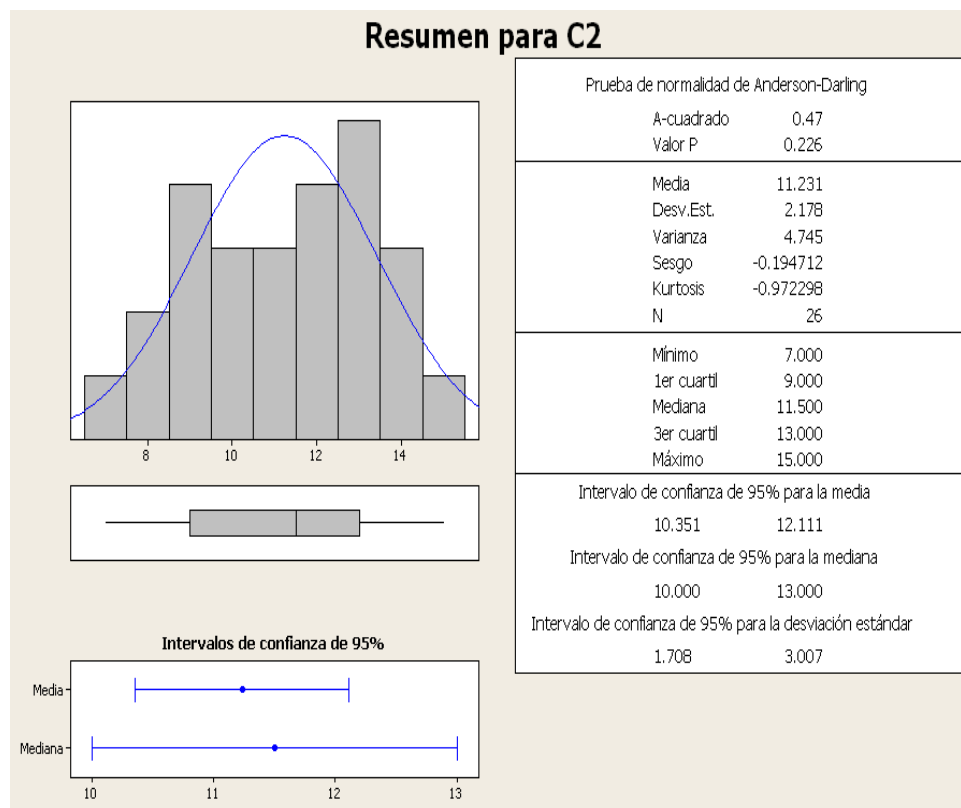 Resumen para C2
8 10 12 14
Intervalos de confianza de 95%
Media
Mediana
10 11 12 13
Prueba de normalidad de Anderson-Darling
A-cuadrado 0.47
Valor P 0.226
Media 11.231
Desv.Est. 2.178
Varianza 4.745
Sesgo -0.194712
Kurtosis -0.972298
N 26
Mínimo 7.000
1er cuartil 9.000
Mediana 11.500
3er cuartil 13.000
Máximo 15.000
Intervalo de confianza de 95% para la media
10.351 12.111
Intervalo de confianza de 95% para la mediana
10.000 13.000
Intervalo de confianza de 95% para la desviación estándar
1.708 3.007